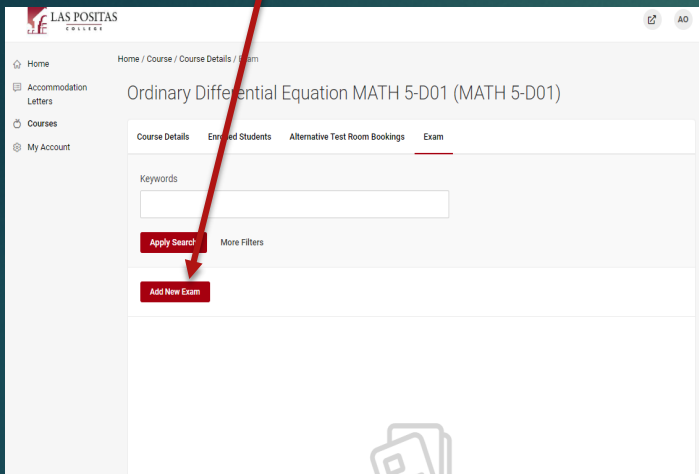 LAS POSITAS
COLLEGE
AO
Home
Accommodation
Letters
Courses
My Account
Home / Course / Course Details / Exam
Ordinary Differential Equation MATH 5-D01 (MATH 5-D01)
Course Details Enrolled Students Alternative Test Room Bookings Exam
Keywords
Apply Search More Filters
Add New Exam